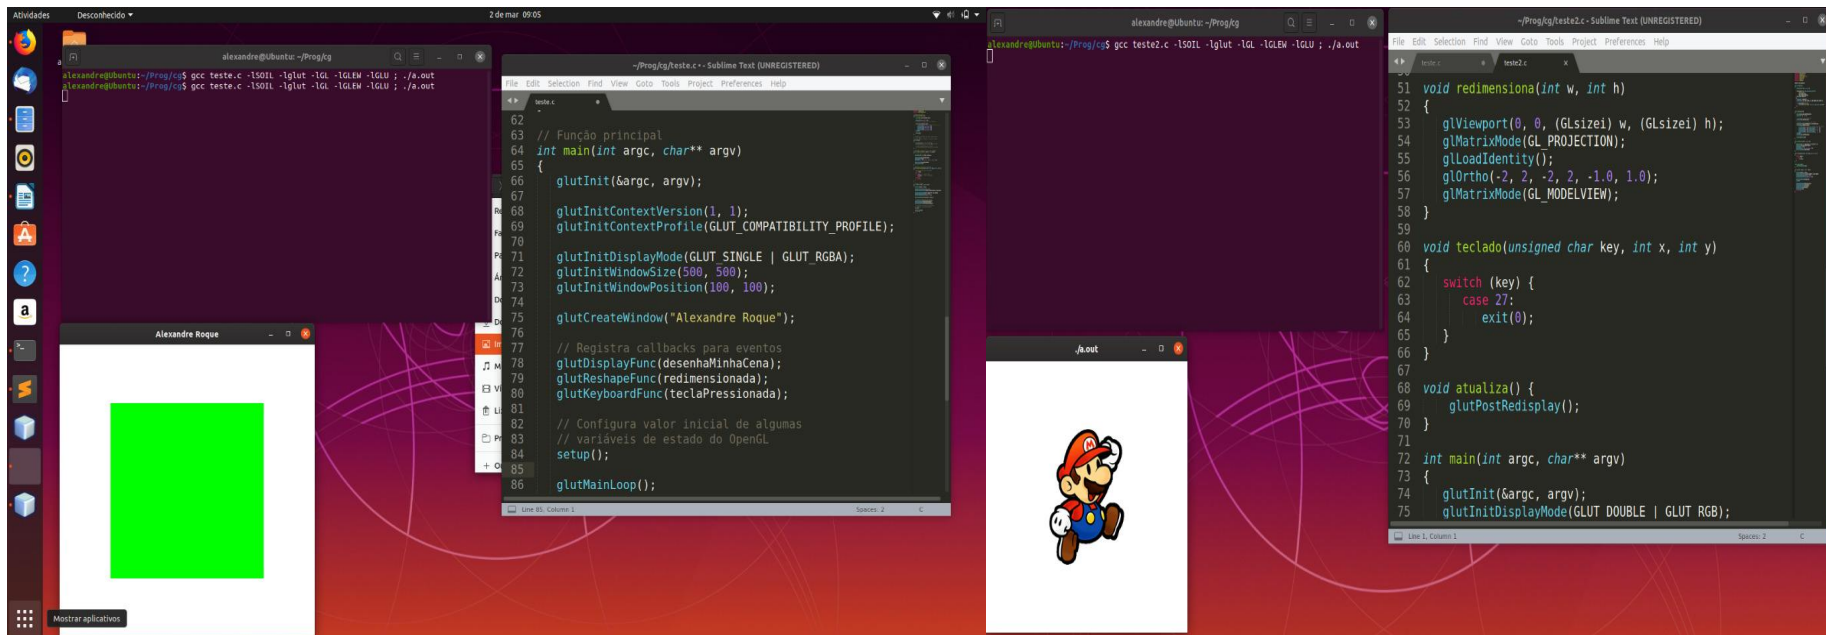 Atividades
Desconhecido
2 de mar 09:05
alexandre@Ubuntu: ~/Prog/cg
alexandre@Ubuntu:~/Prog/cg$ gcc teste.c -lSOIL -lglut -lGL -lGLEW -lGLU ; ./a.out
alexandre@Ubuntu:~/Prog/cg$ gcc teste.c -lSOIL -lglut -lGL -lGLEW -lGLU ; ./a.out
~/Prog/cg/teste.c • - Sublime Text (UNREGISTERED)
File Edit Selection Find View Goto Tools Project Preferences Help
teste.c
62
63 // Função principal
64 int main(int argc, char** argv)
65 {
66 glutInit(&argc, argv);
67
68 glutInitContextVersion(1, 1);
69 glutInitContextProfile(GLUT_COMPATIBILITY_PROFILE);
70
71 glutInitDisplayMode(GLUT_SINGLE | GLUT_RGBA);
72 glutInitWindowSize(500, 500);
73 glutInitWindowPosition(100, 100);
74
75 glutCreateWindow("Alexandre Roque");
76
77 // Registra callbacks para eventos
78 glutDisplayFunc(desenhaMinhaCena);
79 glutReshapeFunc(redimensionada);
80 glutKeyboardFunc(teclaPressionada);
81
82 // Configura valor inicial de algumas
83 // variáveis de estado do OpenGL
84 setup();
85
86 glutMainLoop();
Line 85, Column 1
Spaces: 2
C
Alexandre Roque
Mostrar aplicativos
alexandre@Ubuntu: ~/Prog/cg
alexandre@Ubuntu:~/Prog/cg$ gcc teste2.c -lSOIL -lglut -lGL -lGLEW -lGLU ; ./a.out
./a.out
M
~/Prog/cg/teste2.c - Sublime Text (UNREGISTERED)
File Edit Selection Find View Goto Tools Project Preferences Help
teste.c
teste2.c
51 void redimensiona(int w, int h)
52 {
53 glViewport(0, 0, (GLsizei) w, (GLsizei) h);
54 glMatrixMode(GL_PROJECTION);
55 glLoadIdentity();
56 glOrtho(-2, 2, -2, 2, -1.0, 1.0);
57 glMatrixMode(GL_MODELVIEW);
58 }
59
60 void teclado(unsigned char key, int x, int y)
61 {
62 switch (key) {
63 case 27:
64 exit(0);
65 }
66 }
67
68 void atualiza() {
69 glutPostRedisplay();
70 }
71
72 int main(int argc, char** argv)
73 {
74 glutInit(&argc, argv);
75 glutInitDisplayMode(GLUT_DOUBLE | GLUT_RGB);
Line 1, Column 1
Spaces: 2
C